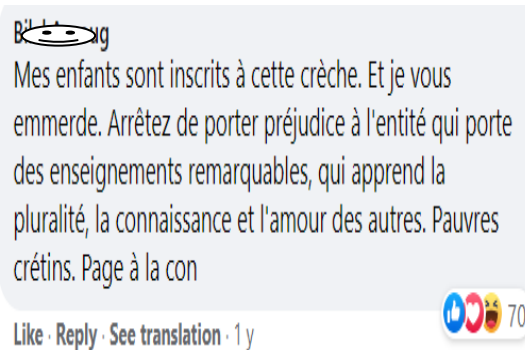 Mes enfants sont inscrits à cette crèche. Et je vous
emmerde. Arrêtez de porter préjudice à l'entité qui porte
des enseignements remarquables, qui apprend la
pluralité, la connaissance et l'amour des autres. Pauvres
crétins. Page à la con
Like · Reply · See translation · 1 y
70